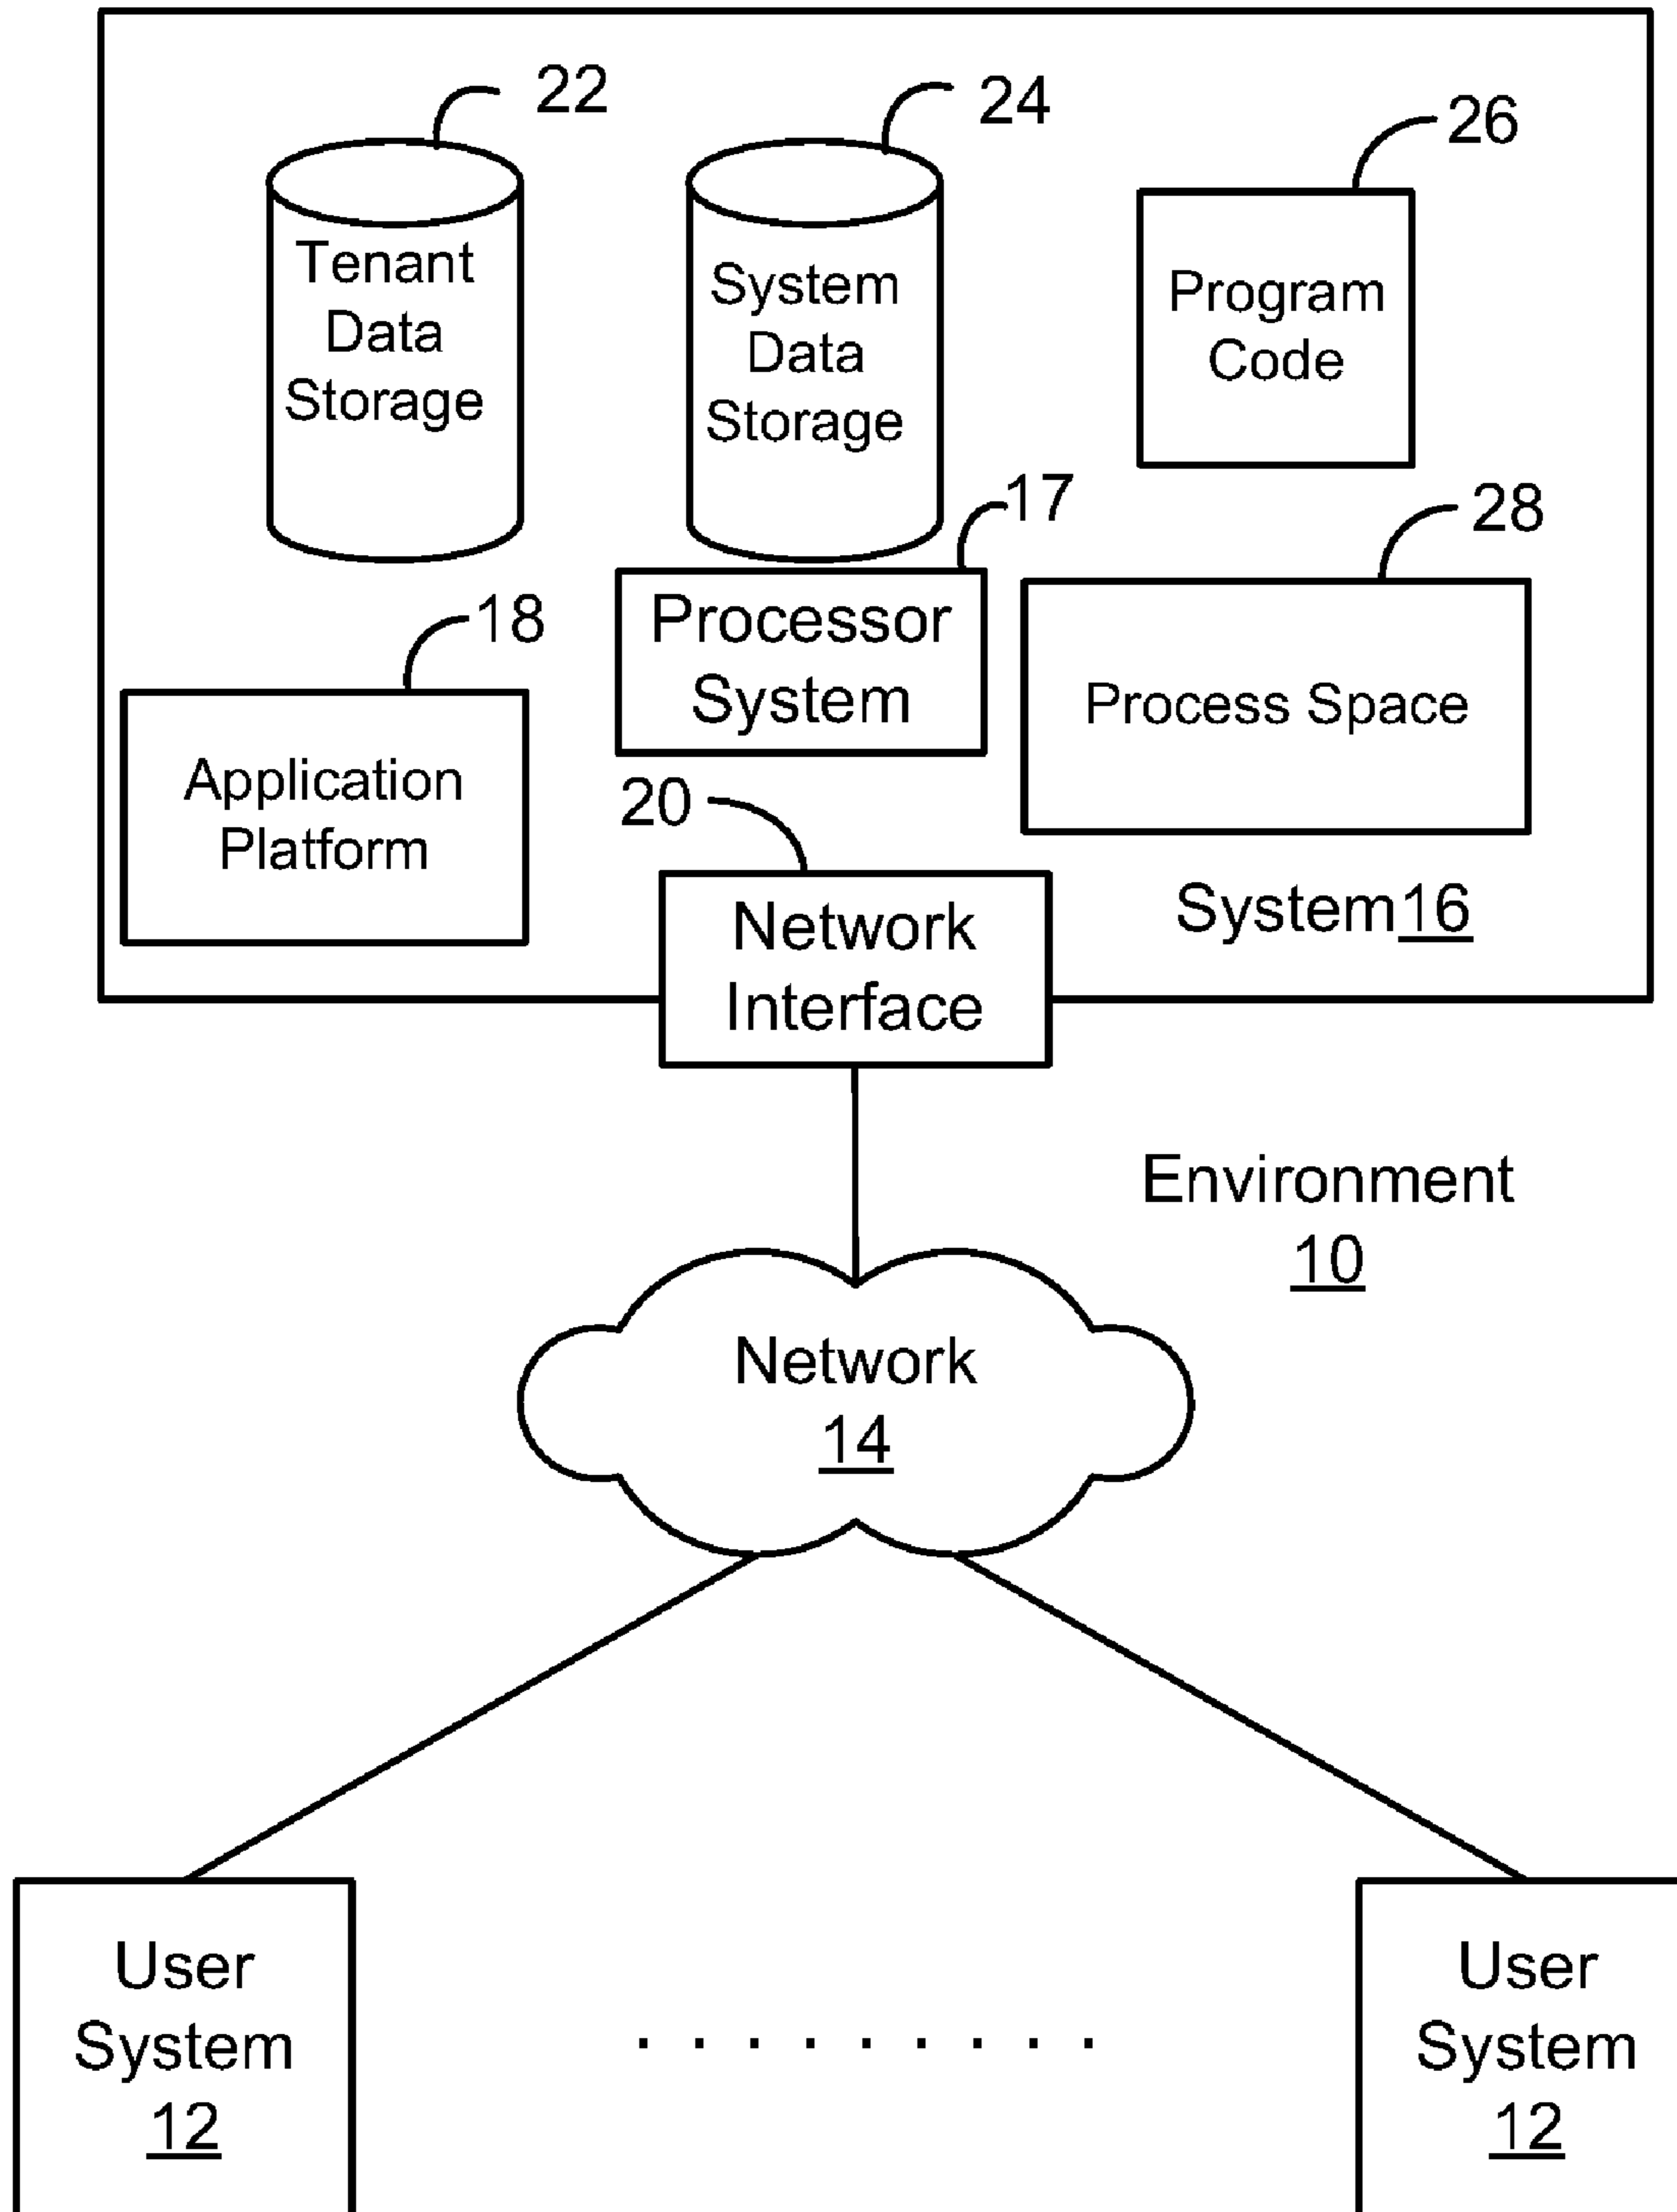 22
24
26
Tenant
Data
Storage
System
Data
Storage
Program
Code
17
28
18
Processor
System
Process Space
Application
Platform
20
Network
Interface
System16
Environment
10
Network
14
User
System
12
. . . . . . . . .
User
System
12